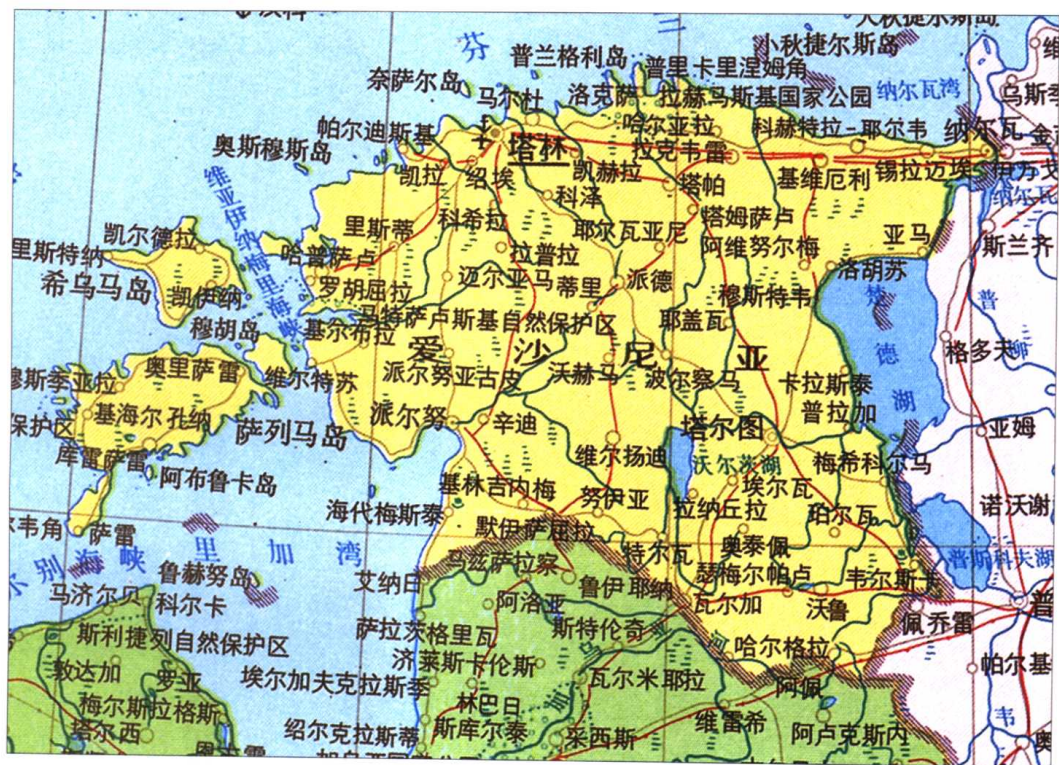 芬
兰
普兰格利岛
小秋捷尔斯岛
奈萨尔岛
普里卡里涅姆角
马尔杜
洛克萨
拉赫马斯基国家公园
纳尔瓦湾
帕尔迪斯基
哈尔亚拉
科赫特拉-耶尔韦
纳尔瓦
奥斯穆斯岛
塔林
拉克韦雷
凯拉
绍埃
凯赫拉
塔帕
基维厄利
锡拉迈埃
维亚伊纳梅里海峡
科泽
科希拉
塔姆萨卢
凯尔德拉
里斯蒂
耶尔瓦亚尼
阿维努尔梅
亚马
斯兰齐
里斯特纳
哈普萨卢
拉普拉
洛胡苏
希乌马岛
迈尔亚马
蒂里
派德
凯伊纳
罗胡屈拉
穆斯特韦
楚德湖
穆胡岛
基尔布拉
马特萨卢斯基自然保护区
耶盖瓦
格多夫
爱沙尼亚
奥里萨雷
维尔特苏
派尔努亚古皮
沃赫马
波尔察马
卡拉斯泰
穆斯季亚拉
普拉加
保护区
基海尔孔纳
萨列马岛
派尔努
辛迪
塔尔图
亚姆
库雷萨雷
维尔扬迪
沃尔茨湖
梅希科尔马
阿布鲁卡岛
基林吉内梅
努伊亚
埃尔瓦
诺沃谢
海代梅斯泰
拉纳丘拉
珀尔瓦
韦角
萨雷
默伊萨屈拉
奥泰佩
特尔瓦
普斯科夫湖
别海峡
里加湾
鲁赫努岛
艾纳日
马兹萨拉察
鲁伊耶纳
瑟梅尔帕卢
韦尔斯卡
马济尔贝
科尔卡
阿洛亚
瓦尔加
沃鲁
普
斯利捷列自然保护区
萨拉茨格里瓦
斯特伦奇
佩乔雷
哈尔格拉
敦达加
罗亚
济莱斯卡伦斯
帕尔基
埃尔加夫克拉斯季
瓦尔米耶拉
阿佩
梅尔斯拉格斯
林巴日
维雷希
塔尔西
绍尔克拉斯蒂
斯库尔泰
采西斯
阿卢克斯内
韦
奥